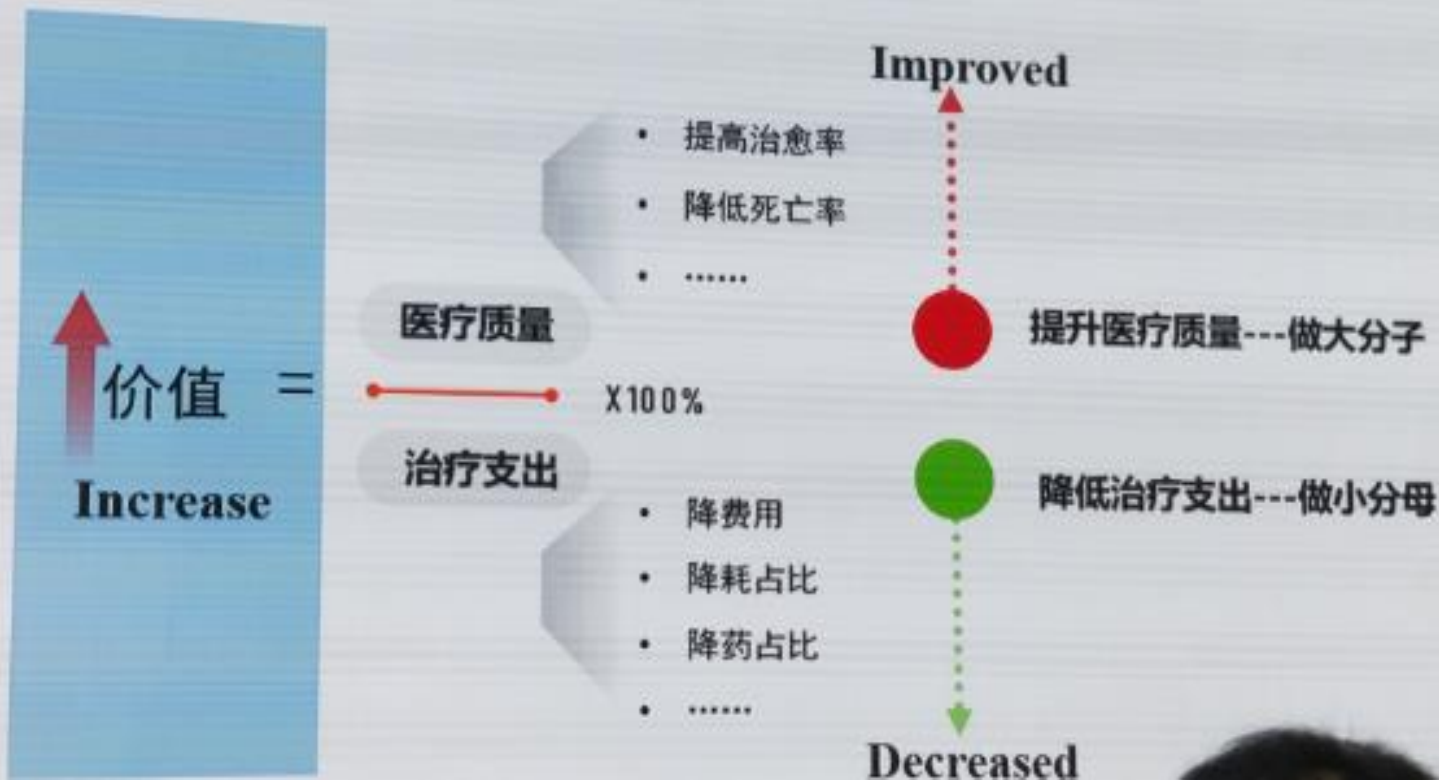 Improved
• 提高治愈率
• 降低死亡率
• ······
医疗质量
提升医疗质量---做大分子
价值 =
X100%
治疗支出
Increase
降低治疗支出---做小分母
• 降费用
• 降耗占比
• 降药占比
• ······
Decreased